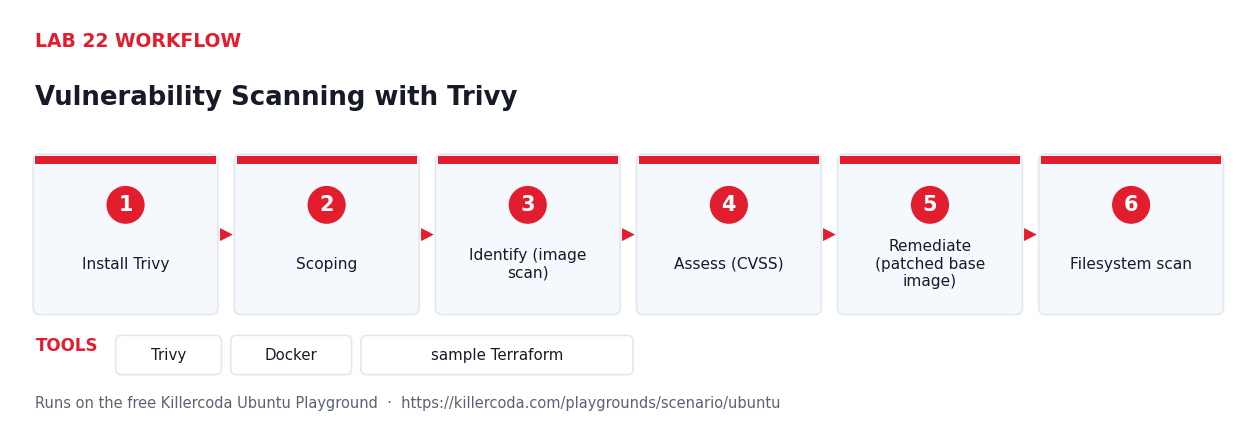 LAB 22 WORKFLOW
Vulnerability Scanning with Trivy
1
Install Trivy
2
Scoping
3
Identify (image
scan)
4
Assess (CVSS)
5
Remediate
(patched base
image)
6
Filesystem scan
TOOLS
Trivy
Docker
sample Terraform
Runs on the free Killercoda Ubuntu Playground · https://killercoda.com/playgrounds/scenario/ubuntu